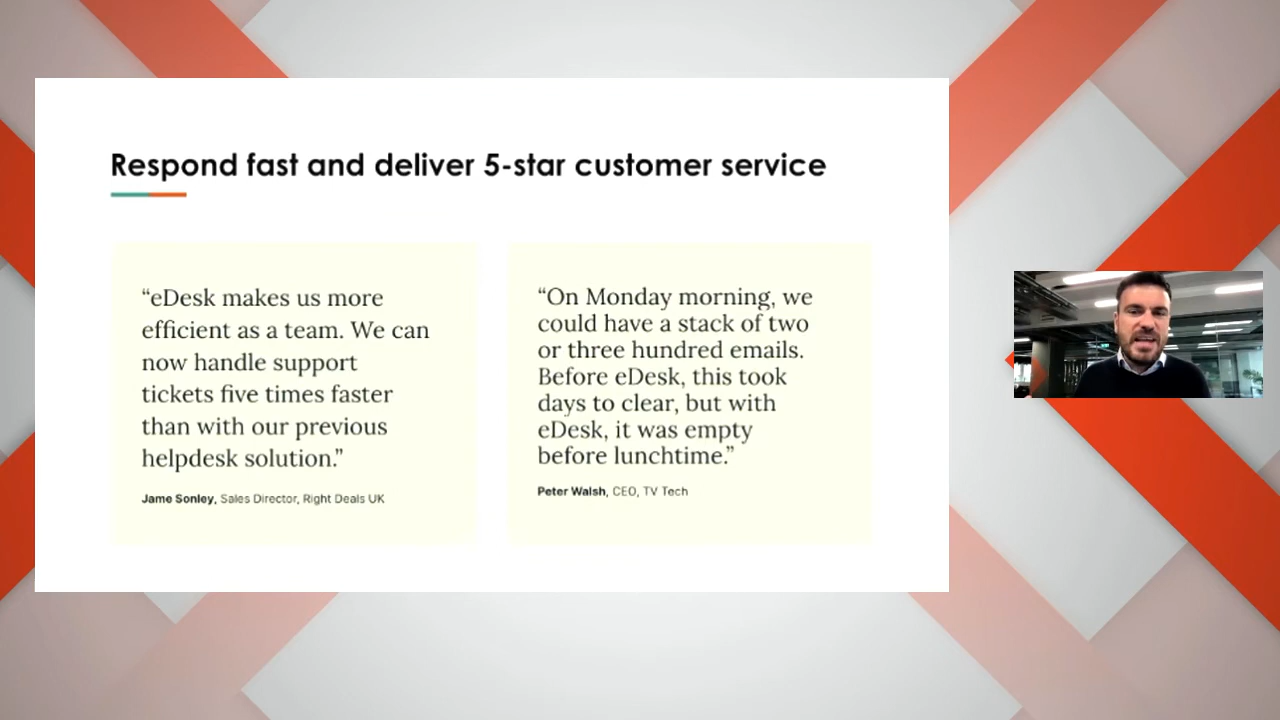 Respond fast and deliver 5-star customer service
“eDesk makes us more
efficient as a team. We can
now handle support
tickets five times faster
than with our previous
helpdesk solution.”
Jame Sonley, Sales Director, Right Deals UK
“On Monday morning, we
could have a stack of two
or three hundred emails.
Before eDesk, this took
days to clear, but with
eDesk, it was empty
before lunchtime.”
Peter Walsh, CEO, TV Tech